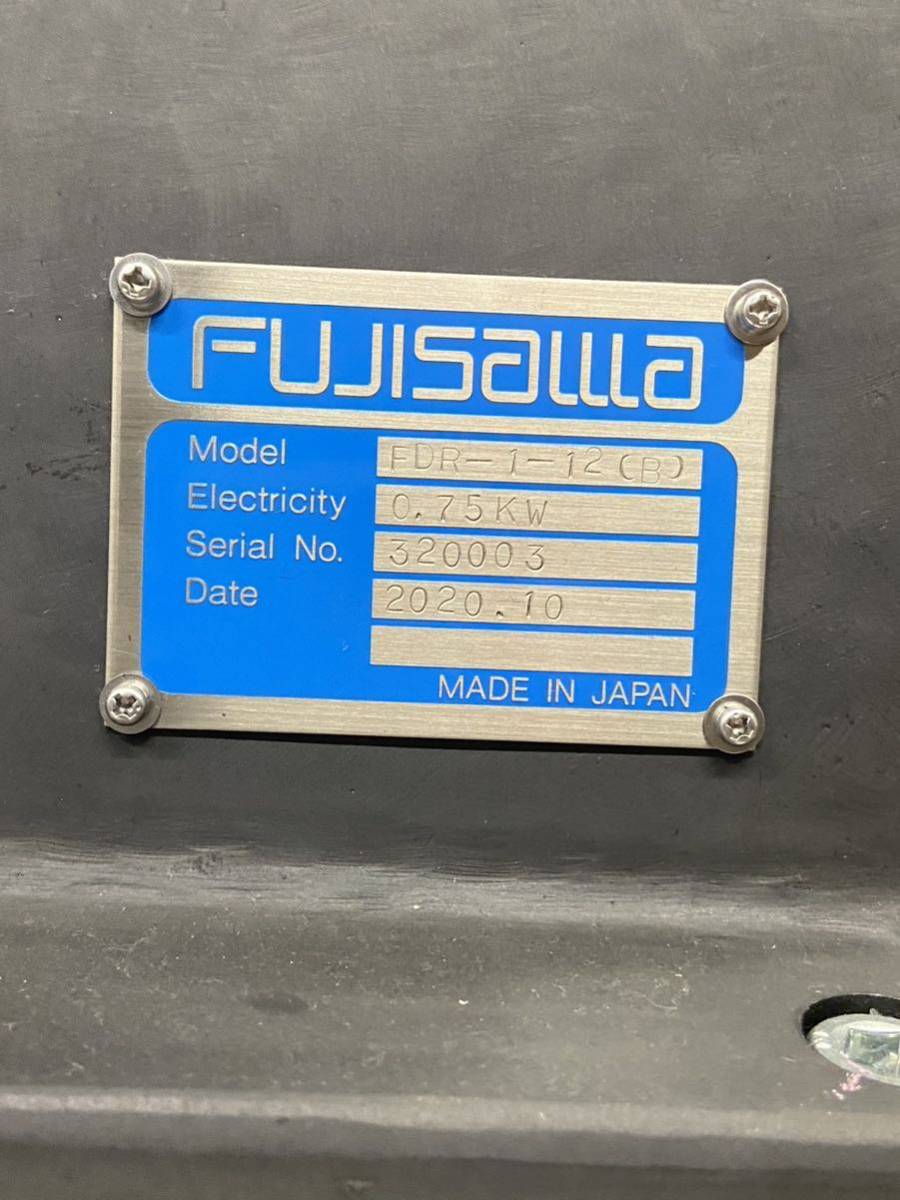 FUJISAWA
Model FDR-1-12(B)
Electricity 0.75KW
Serial No. 320003
Date 2020.10
MADE IN JAPAN